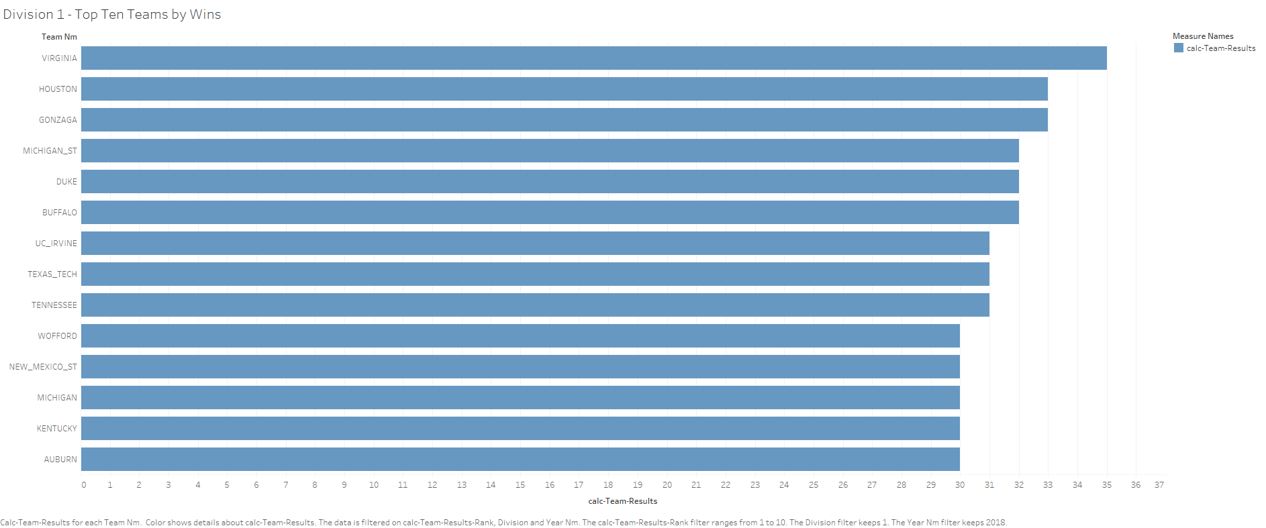 Division 1 - Top Ten Teams by Wins
Team Nm
Measure Names
calc-Team-Results
VIRGINIA
HOUSTON
GONZAGA
MICHIGAN_ST
DUKE
BUFFALO
UC_IRVINE
TEXAS_TECH
TENNESSEE
WOFFORD
NEW_MEXICO_ST
MICHIGAN
KENTUCKY
AUBURN
0 1 2 3 4 5 6 7 8 9 10 11 12 13 14 15 16 17 18 19 20 21 22 23 24 25 26 27 28 29 30 31 32 33 34 35 36 37
calc-Team-Results
Calc-Team-Results for each Team Nm. Color shows details about calc-Team-Results. The data is filtered on calc-Team-Results-Rank, Division and Year Nm. The calc-Team-Results-Rank filter ranges from 1 to 10. The Division filter keeps 1. The Year Nm filter keeps 2018.